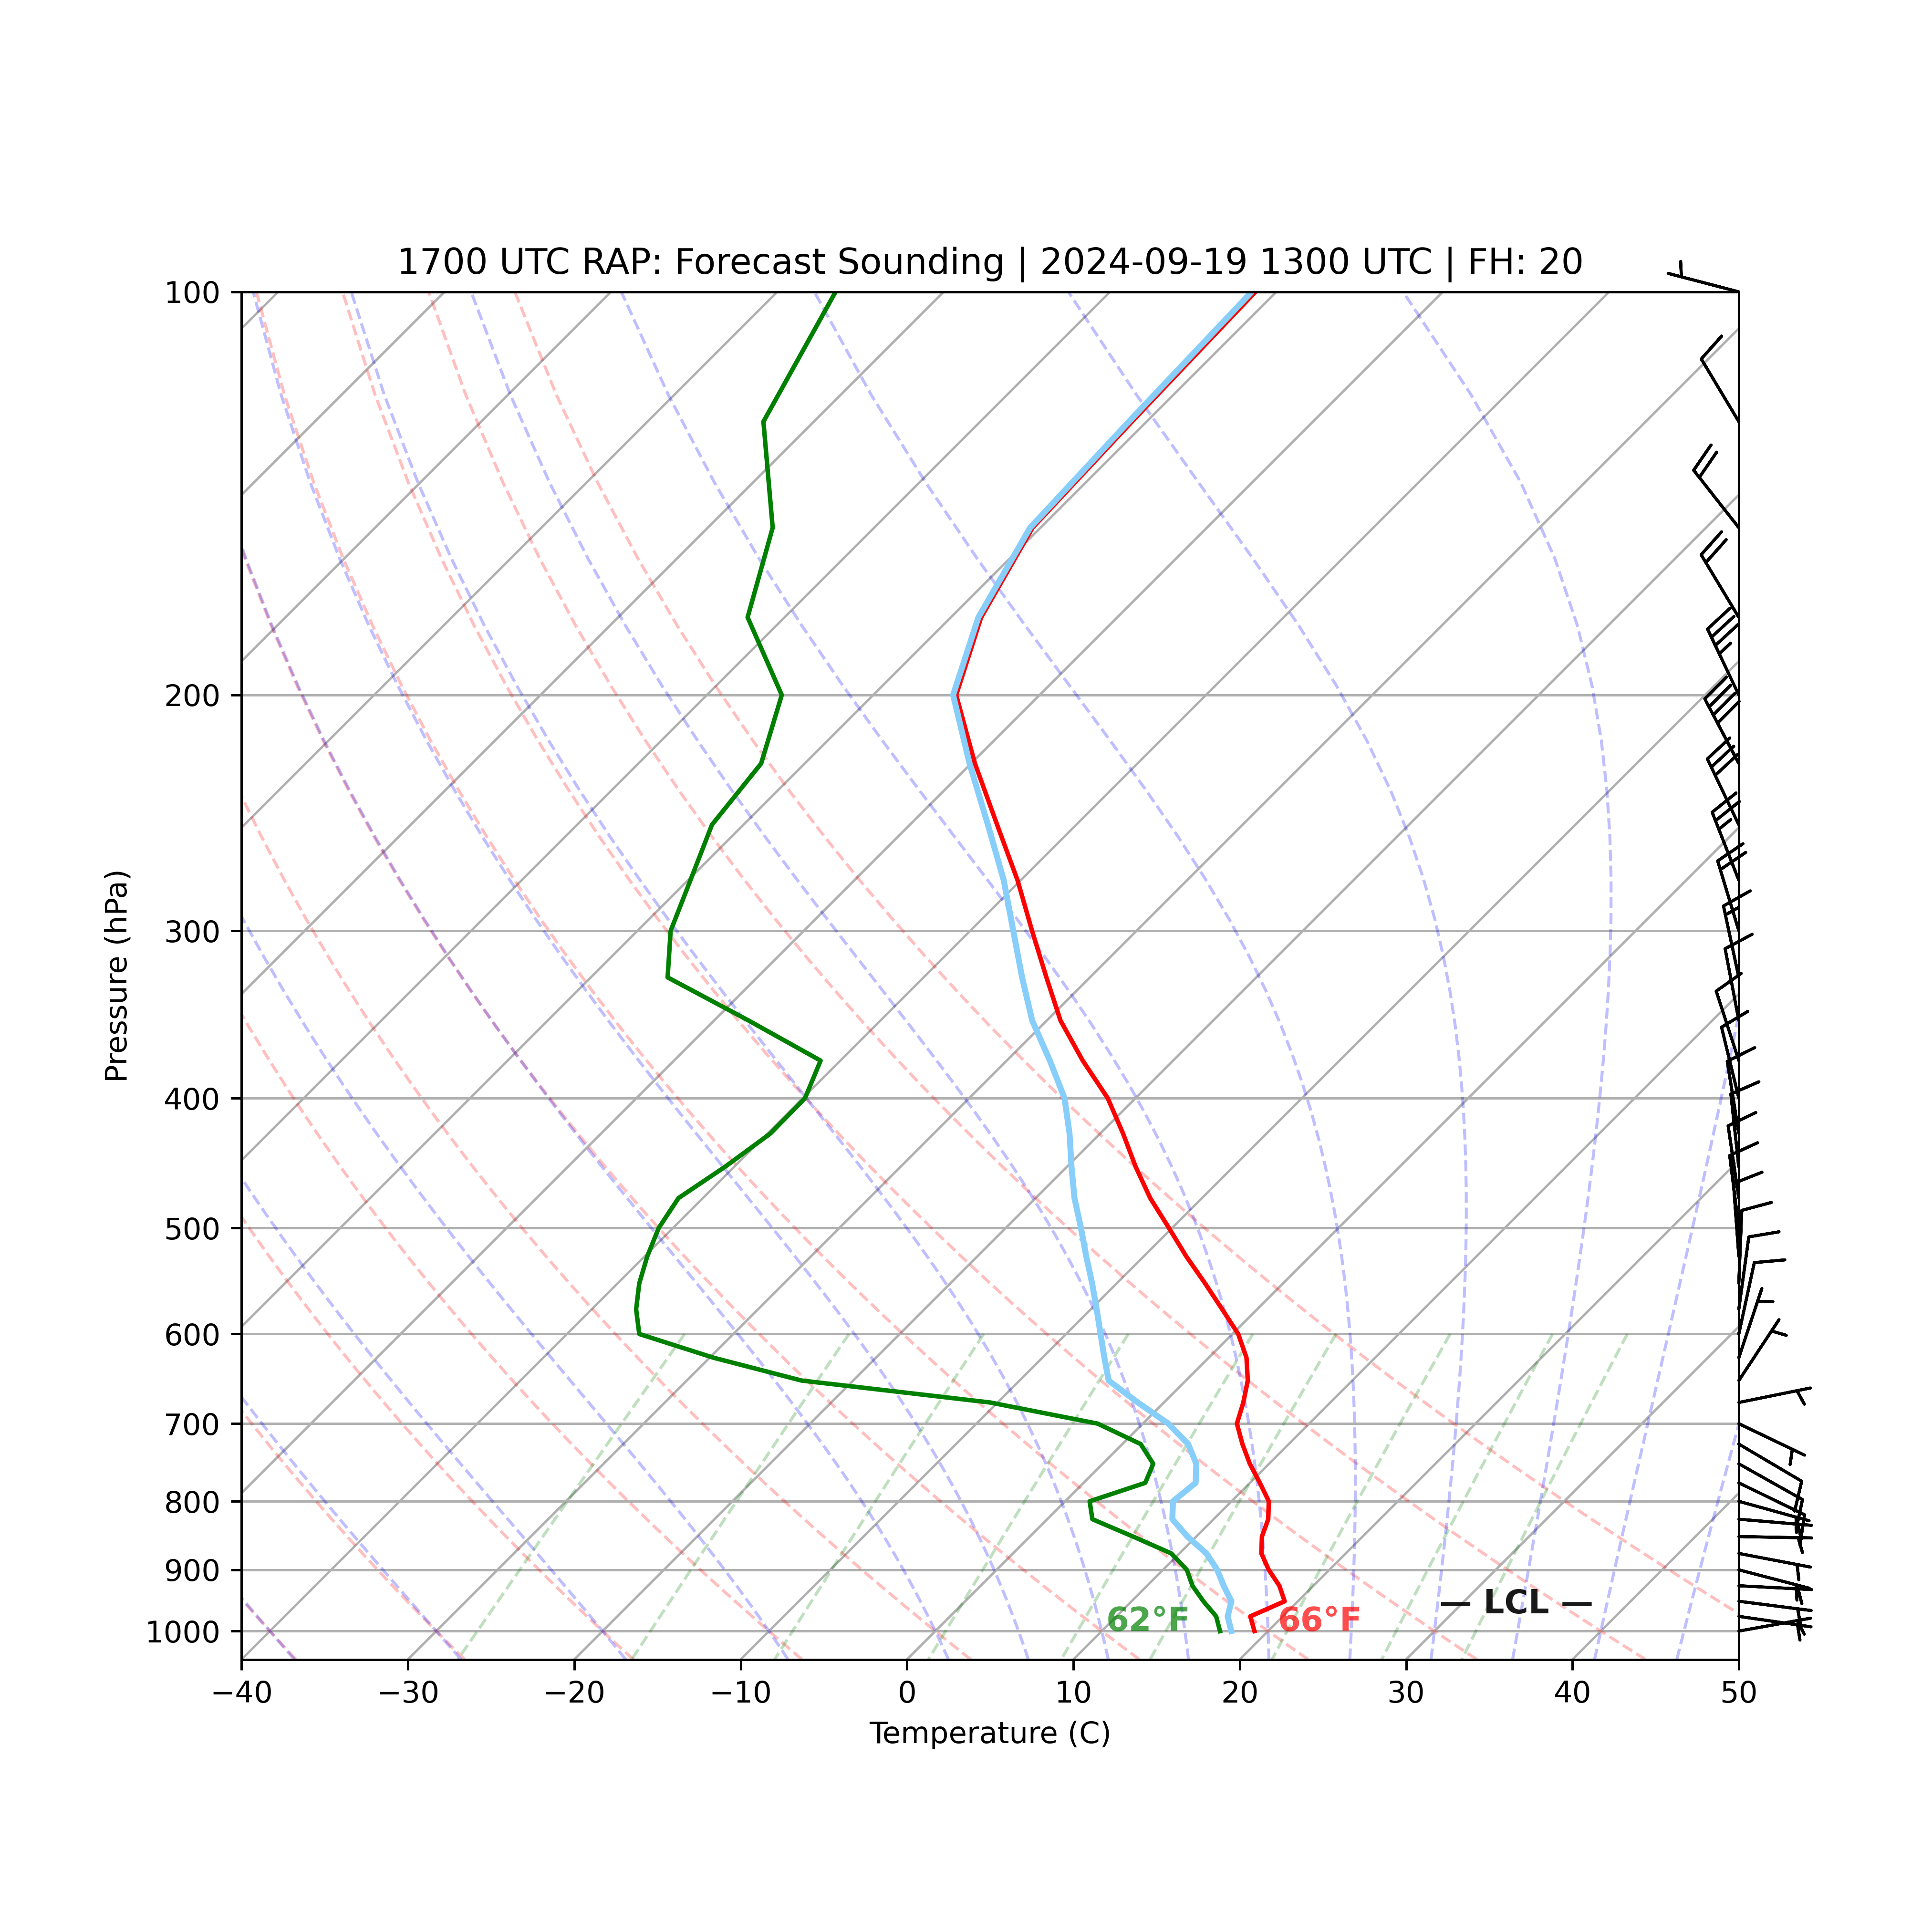 1700 UTC RAP: Forecast Sounding | 2024-09-19 1300 UTC | FH: 20
100
200
300
400
500
600
700
800
900
1000
Pressure (hPa)
62°F
66°F
— LCL —
−40 −30 −20 −10 0 10 20 30 40 50
Temperature (C)